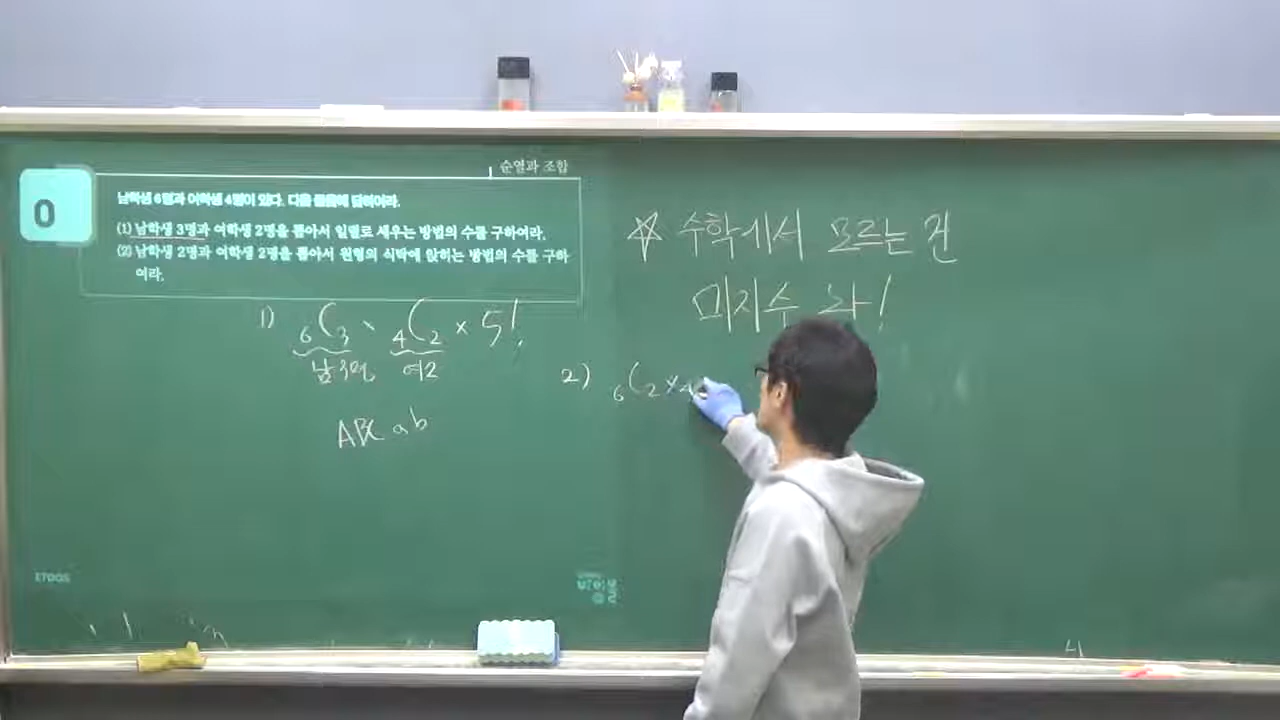 순열과 조합
0
남학생 6명과 여학생 4명이 있다. 다음 물음에 답하여라.
(1) 남학생 3명과 여학생 2명을 뽑아서 일렬로 세우는 방법의 수를 구하여라.
(2) 남학생 2명과 여학생 2명을 뽑아서 원형의 식탁에 앉히는 방법의 수를 구하
여라.
1) ₆C₃ × ₄C₂ × 5!
남3명 여2
ABC ab
☆ 수학에서 모르는 건
미지수 라!
2) ₆C₂ × 4
ETOOS